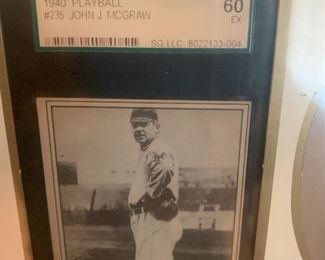 1940 PLAYBALL 60
#235 JOHN J MCGRAW EX
SG LLC 8022133-004